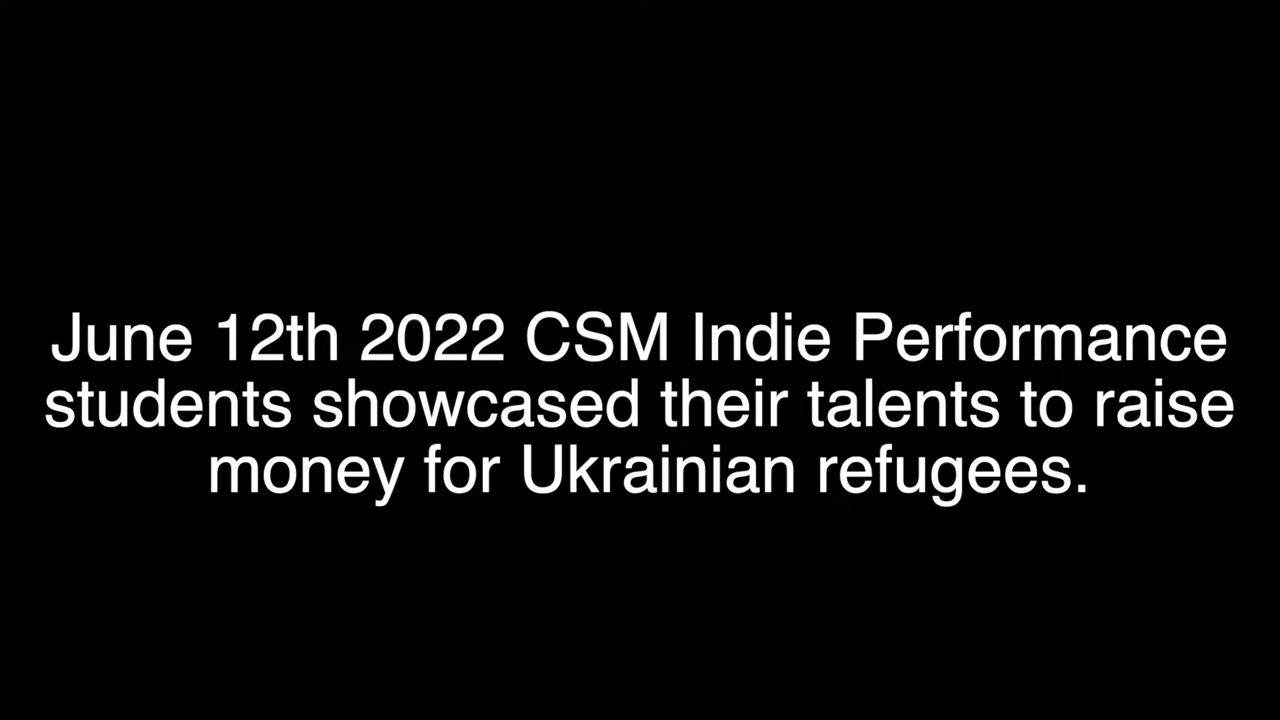 June 12th 2022 CSM Indie Performance
students showcased their talents to raise
money for Ukrainian refugees.